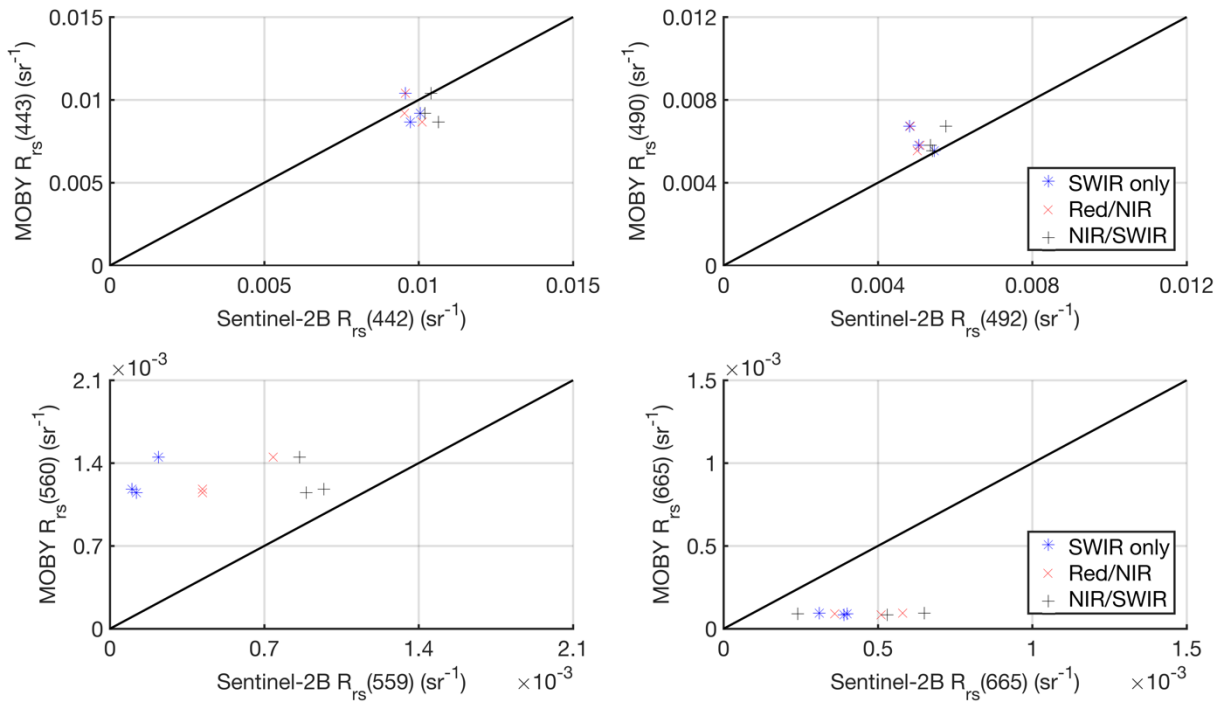 0.015
0.01
0.005
0
MOBY R_rs(443) (sr^-1)
0 0.005 0.01 0.015
Sentinel-2B R_rs(442) (sr^-1)
0.012
0.008
0.004
0
MOBY R_rs(490) (sr^-1)
SWIR only
Red/NIR
NIR/SWIR
0 0.004 0.008 0.012
Sentinel-2B R_rs(492) (sr^-1)
×10^-3
2.1
1.4
0.7
0
MOBY R_rs(560) (sr^-1)
0 0.7 1.4 2.1
Sentinel-2B R_rs(559) (sr^-1) ×10^-3
×10^-3
1.5
1
0.5
0
MOBY R_rs(665) (sr^-1)
SWIR only
Red/NIR
NIR/SWIR
0 0.5 1 1.5
Sentinel-2B R_rs(665) (sr^-1) ×10^-3